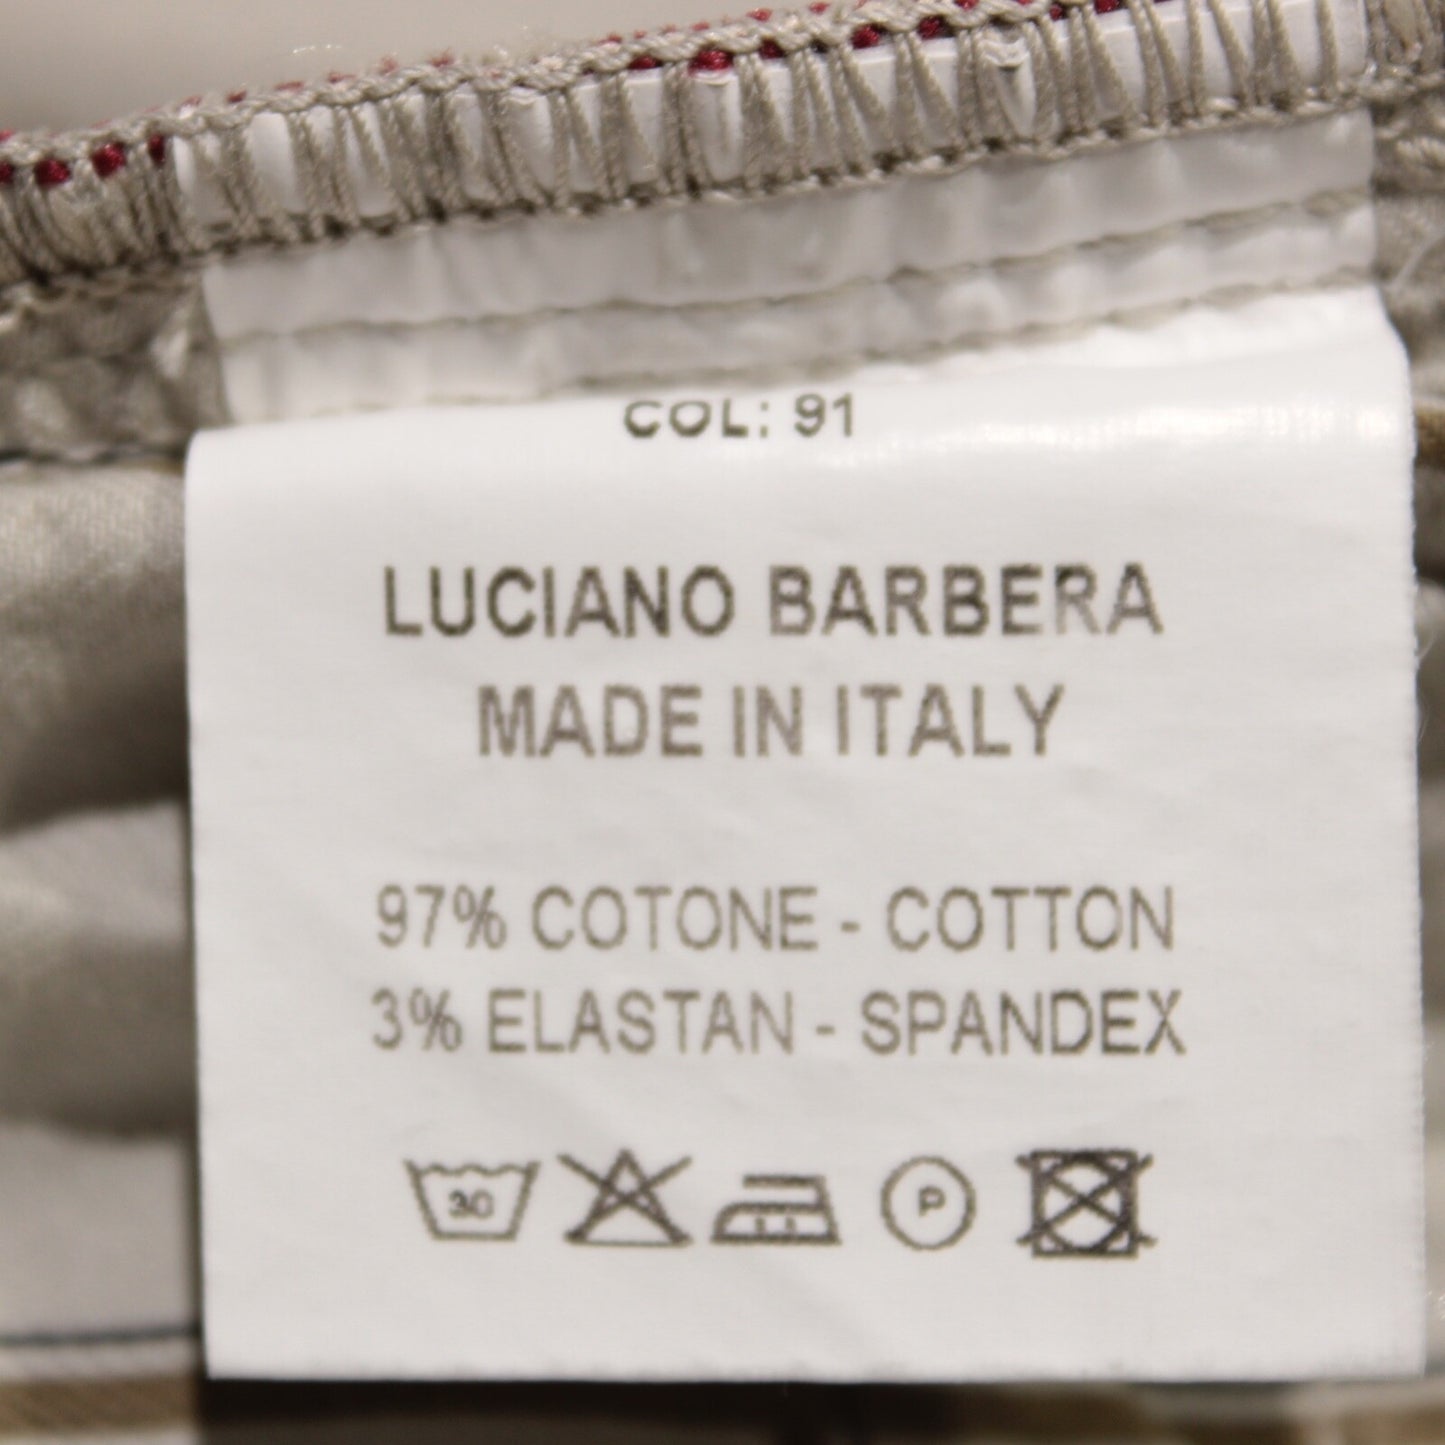 COL: 91
LUCIANO BARBERA
MADE IN ITALY
97% COTONE - COTTON
3% ELASTAN - SPANDEX
30 P